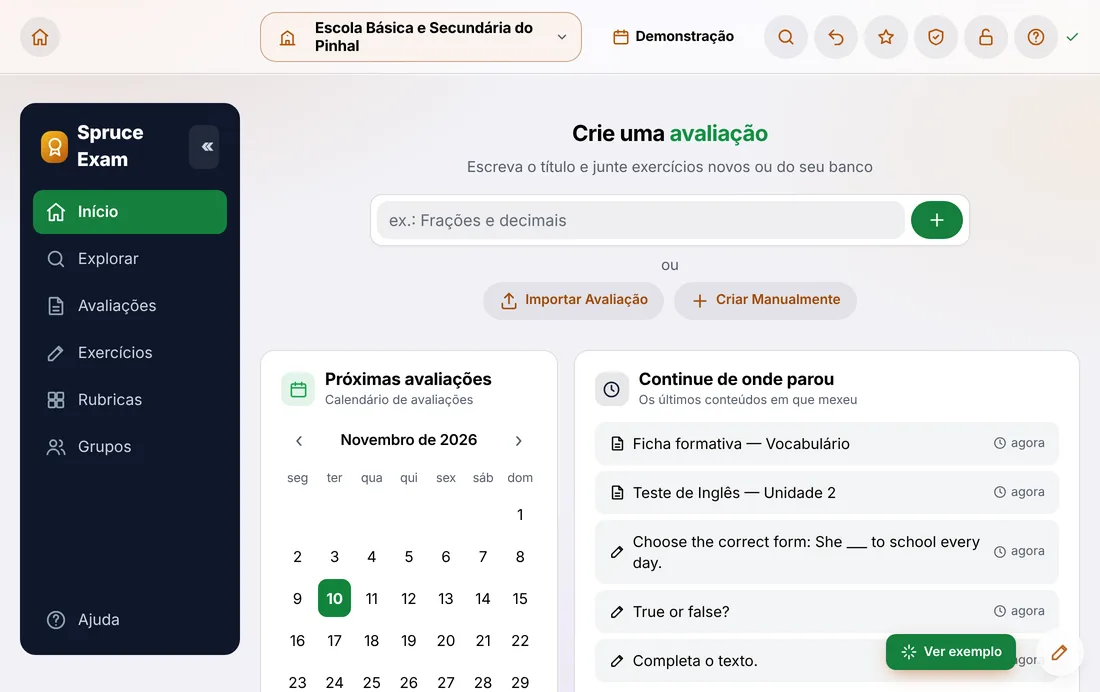 Escola Básica e Secundária do
Pinhal
Demonstração
Spruce
Exam
Início
Explorar
Avaliações
Exercícios
Rubricas
Grupos
Ajuda
Crie uma avaliação
Escreva o título e junte exercícios novos ou do seu banco
ex.: Frações e decimais
ou
Importar Avaliação
Criar Manualmente
Próximas avaliações
Calendário de avaliações
Novembro de 2026
seg ter qua qui sex sáb dom
1
2 3 4 5 6 7 8
9 10 11 12 13 14 15
16 17 18 19 20 21 22
23 24 25 26 27 28 29
Continue de onde parou
Os últimos conteúdos em que mexeu
Ficha formativa — Vocabulário agora
Teste de Inglês — Unidade 2 agora
Choose the correct form: She ___ to school every
day. agora
True or false? agora
Completa o texto.
Ver exemplo